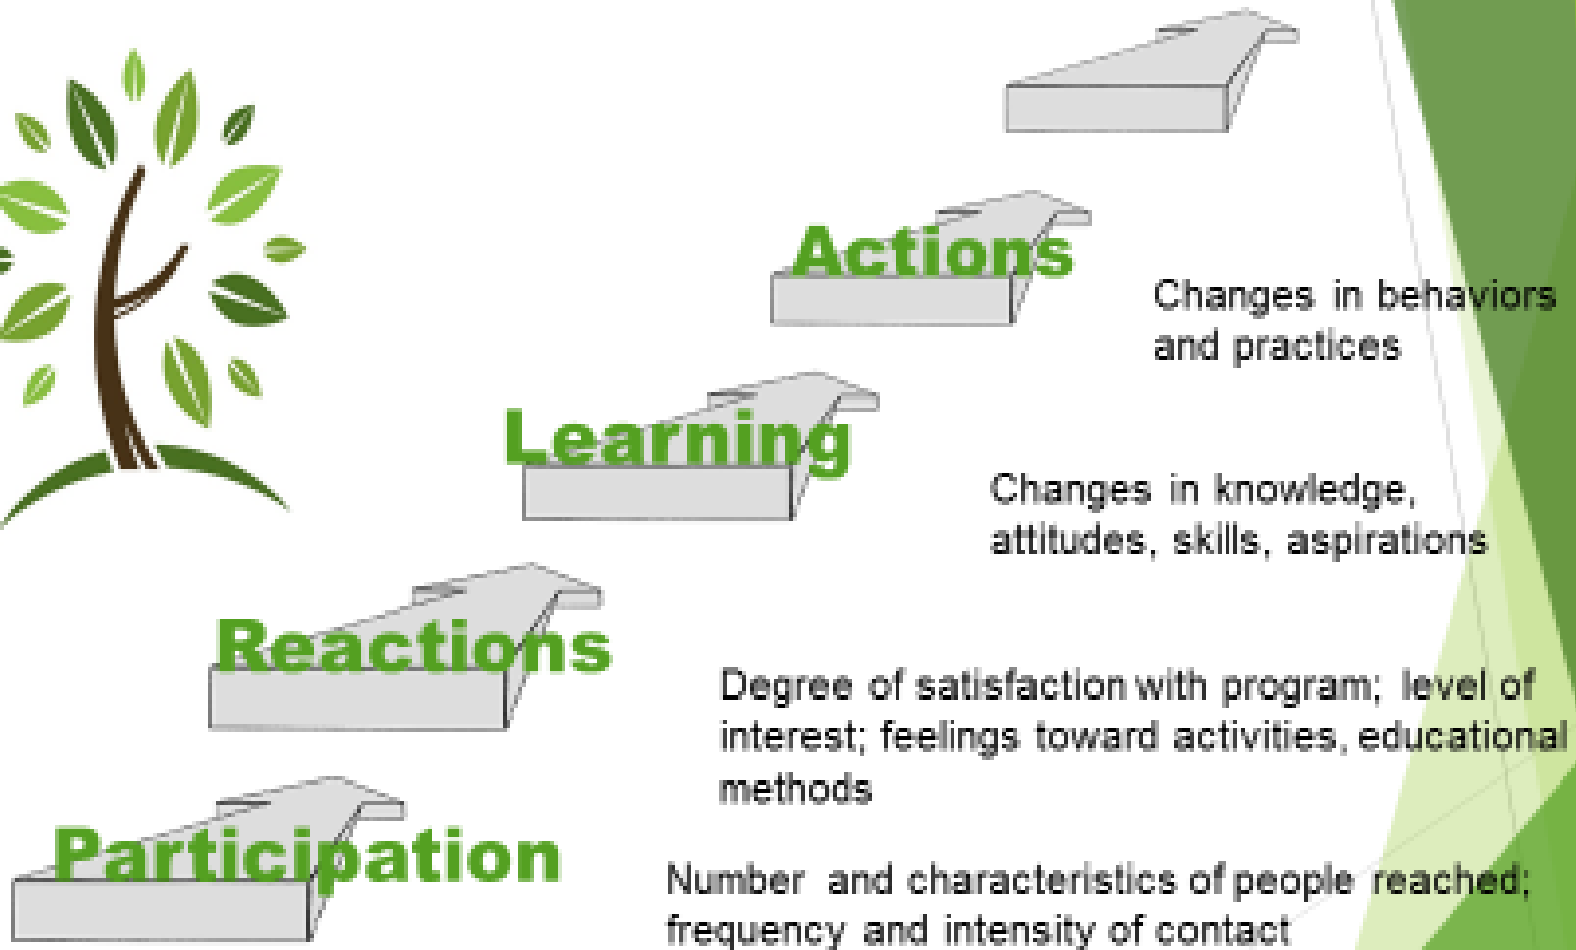 Actions
Changes in behaviors
and practices
Learning
Changes in knowledge,
attitudes, skills, aspirations
Reactions
Degree of satisfaction with program; level of
interest; feelings toward activities, educational
methods
Participation
Number and characteristics of people reached;
frequency and intensity of contact